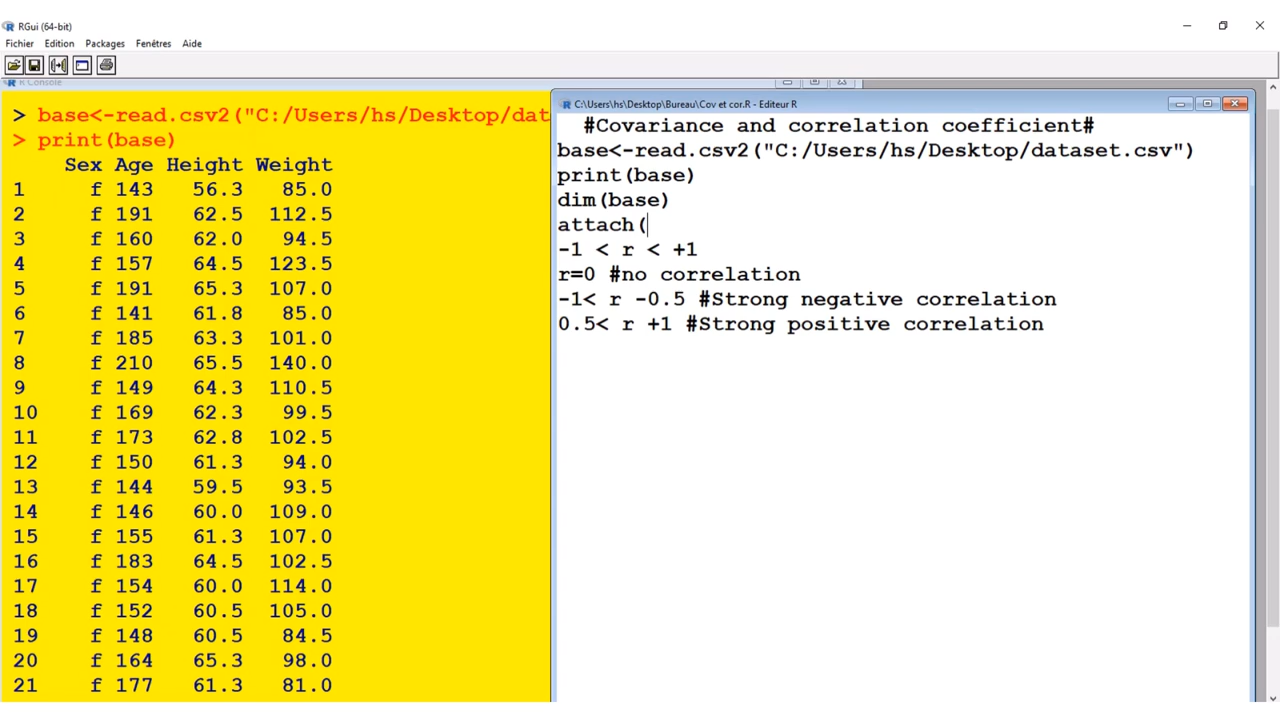 RGui (64-bit)
Fichier Edition Packages Fenêtres Aide
R Console
> base<-read.csv2("C:/Users/hs/Desktop/dat
> print(base)
Sex Age Height Weight
1 f 143 56.3 85.0
2 f 191 62.5 112.5
3 f 160 62.0 94.5
4 f 157 64.5 123.5
5 f 191 65.3 107.0
6 f 141 61.8 85.0
7 f 185 63.3 101.0
8 f 210 65.5 140.0
9 f 149 64.3 110.5
10 f 169 62.3 99.5
11 f 173 62.8 102.5
12 f 150 61.3 94.0
13 f 144 59.5 93.5
14 f 146 60.0 109.0
15 f 155 61.3 107.0
16 f 183 64.5 102.5
17 f 154 60.0 114.0
18 f 152 60.5 105.0
19 f 148 60.5 84.5
20 f 164 65.3 98.0
21 f 177 61.3 81.0
C:\Users\hs\Desktop\Bureau\Cov et cor.R - Editeur R
#Covariance and correlation coefficient#
base<-read.csv2("C:/Users/hs/Desktop/dataset.csv")
print(base)
dim(base)
attach(
-1 < r < +1
r=0 #no correlation
-1< r -0.5 #Strong negative correlation
0.5< r +1 #Strong positive correlation